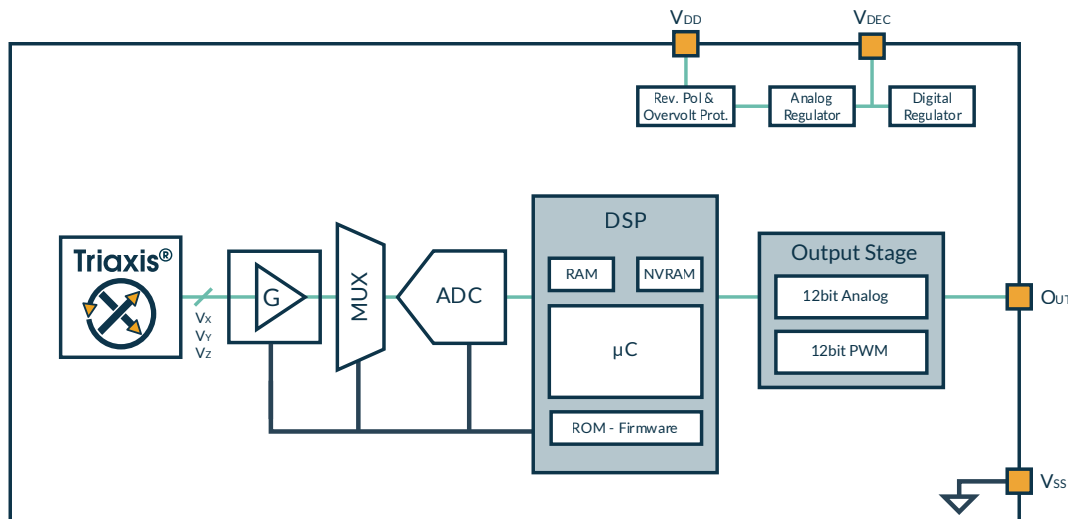 VDD
VDEC
Rev. Pol &
Overvolt Prot.
Analog
Regulator
Digital
Regulator
Triaxis®
VX
VY
VZ
G
MUX
ADC
DSP
RAM
NVRAM
µC
ROM - Firmware
Output Stage
12bit Analog
12bit PWM
OUT
VSS